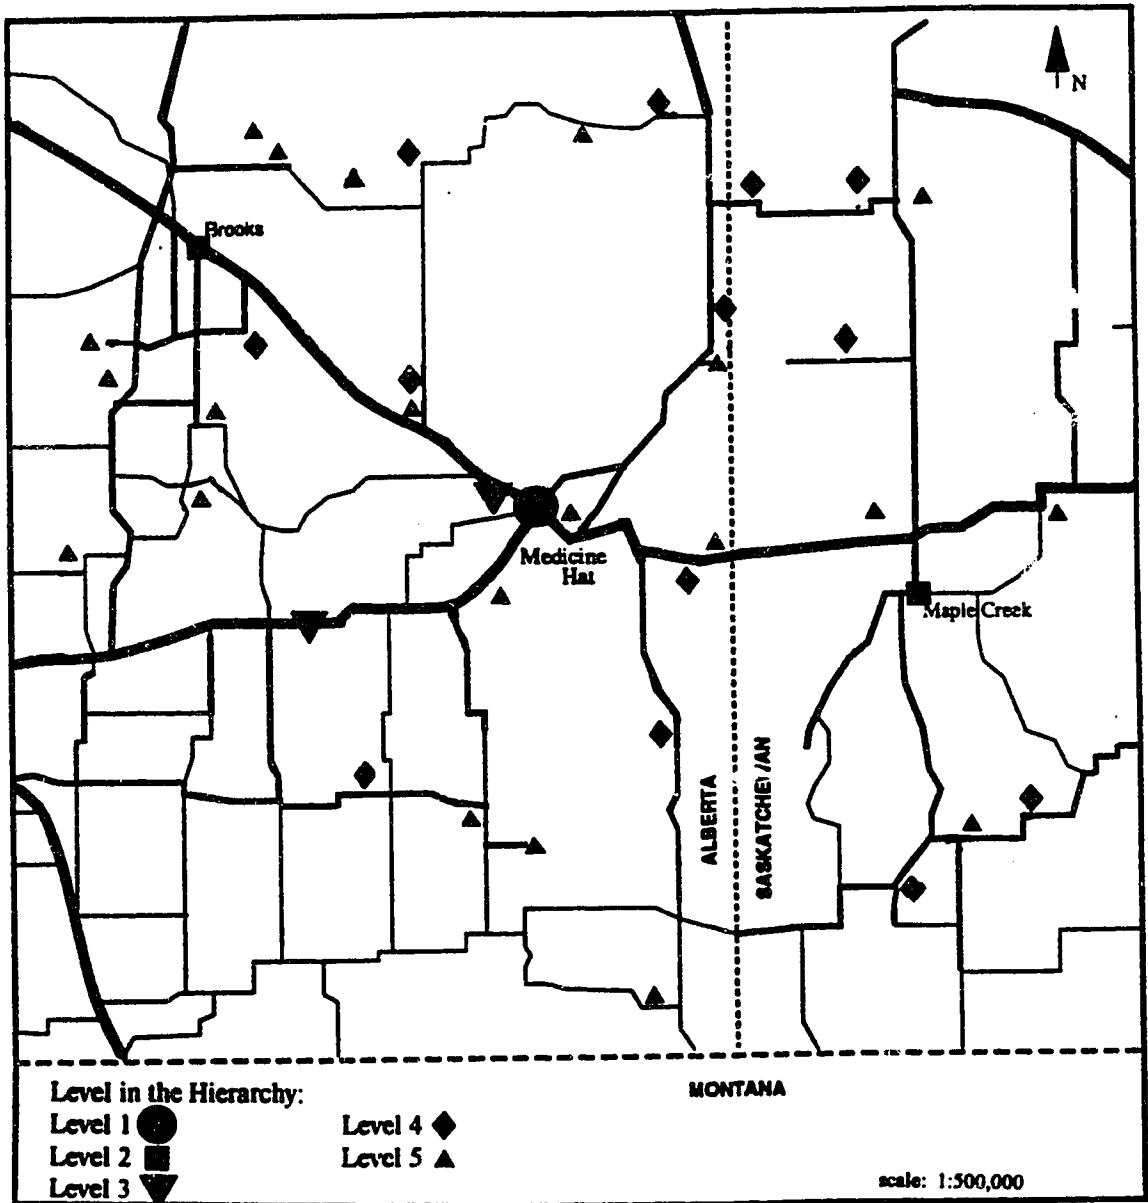 N
Brooks
Medicine
Hat
Maple Creek
ALBERTA
SASKATCHEWAN
MONTANA
Level in the Hierarchy:
Level 1
Level 2
Level 3
Level 4
Level 5
scale: 1:500,000